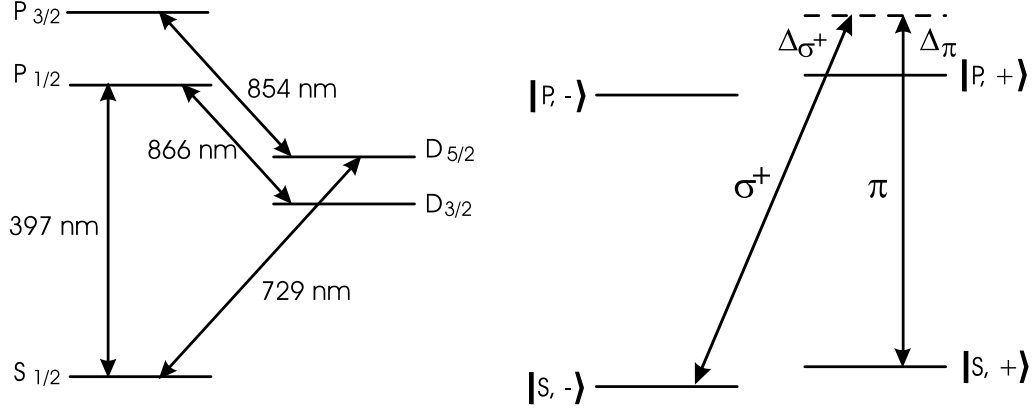 P 3/2
P 1/2
854 nm
866 nm
D 5/2
D 3/2
397 nm
729 nm
S 1/2
Δσ+
Δπ
|P, -⟩
|P, +⟩
σ+
π
|S, -⟩
|S, +⟩